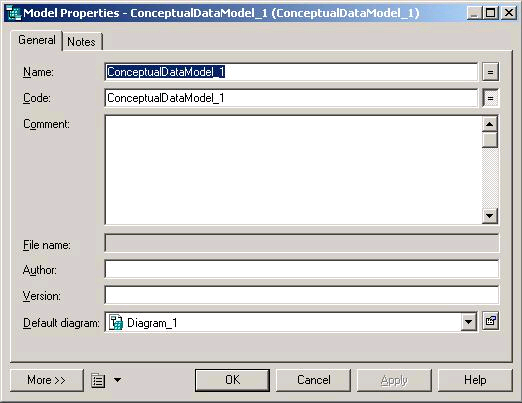 Model Properties - ConceptualDataModel_1 (ConceptualDataModel_1)
General Notes
Name: ConceptualDataModel_1 =
Code: ConceptualDataModel_1 =
Comment:
File name:
Author:
Version:
Default diagram: Diagram_1
More >> OK Cancel Apply Help